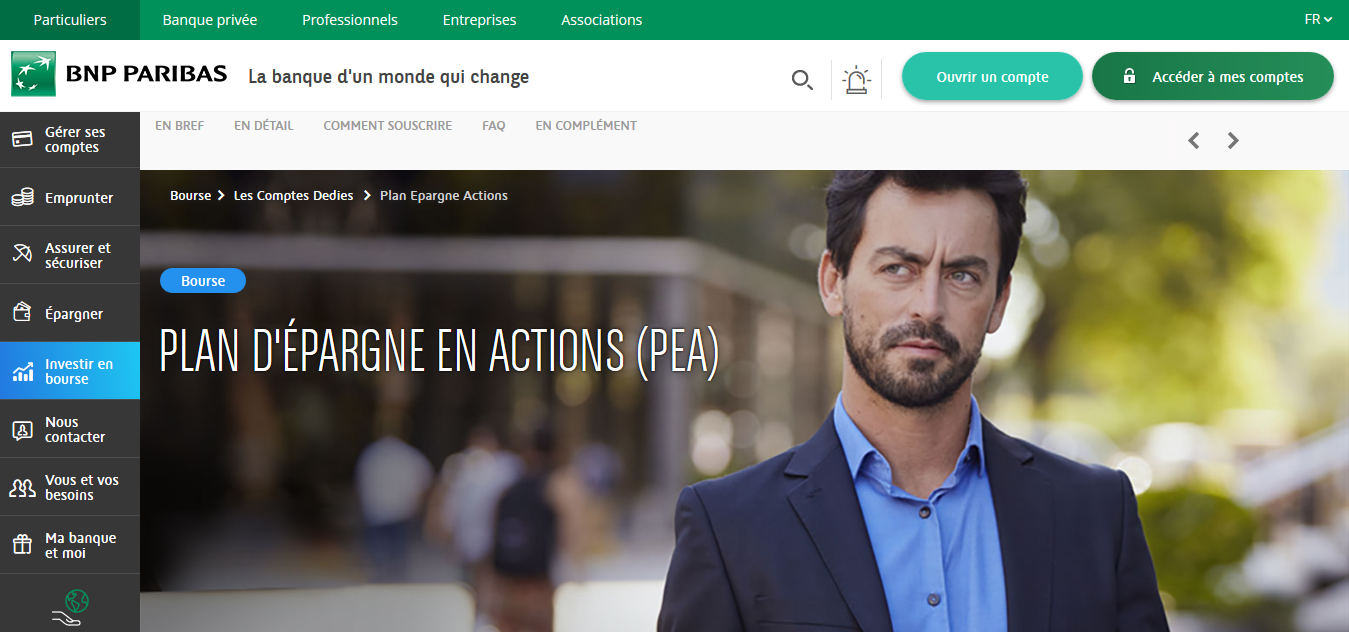 Particuliers
Banque privée
Professionnels
Entreprises
Associations
FR
BNP PARIBAS
La banque d'un monde qui change
Ouvrir un compte
Accéder à mes comptes
Gérer ses
comptes
Emprunter
Assurer et
sécuriser
Épargner
Investir en
bourse
Nous
contacter
Vous et vos
besoins
Ma banque
et moi
EN BREF
EN DÉTAIL
COMMENT SOUSCRIRE
FAQ
EN COMPLÉMENT
Bourse
Les Comptes Dedies
Plan Epargne Actions
Bourse
PLAN D'ÉPARGNE EN ACTIONS (PEA)